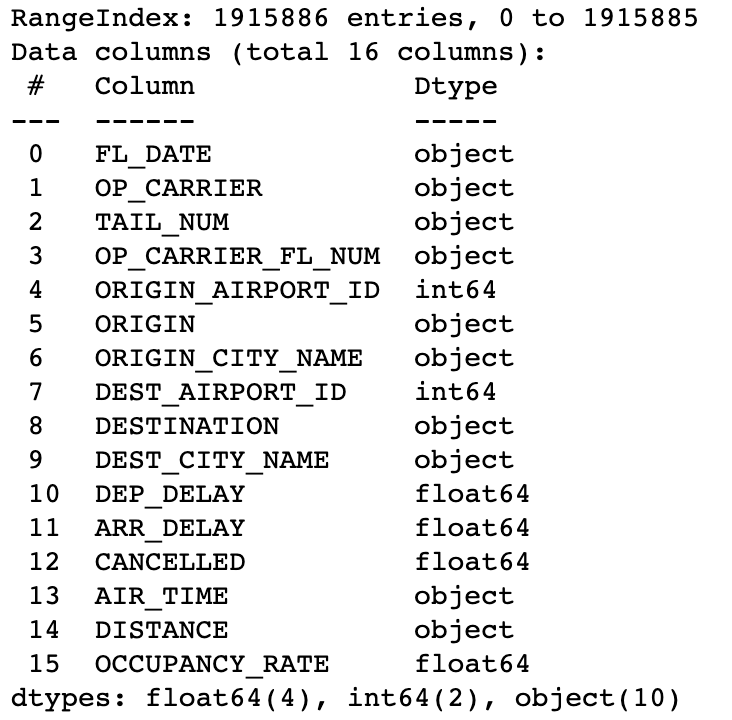 RangeIndex: 1915886 entries, 0 to 1915885
Data columns (total 16 columns):
 #   Column             Dtype
---  ------             -----
 0   FL_DATE            object
 1   OP_CARRIER         object
 2   TAIL_NUM           object
 3   OP_CARRIER_FL_NUM  object
 4   ORIGIN_AIRPORT_ID  int64
 5   ORIGIN             object
 6   ORIGIN_CITY_NAME   object
 7   DEST_AIRPORT_ID    int64
 8   DESTINATION        object
 9   DEST_CITY_NAME     object
 10  DEP_DELAY          float64
 11  ARR_DELAY          float64
 12  CANCELLED          float64
 13  AIR_TIME           object
 14  DISTANCE           object
 15  OCCUPANCY_RATE     float64
dtypes: float64(4), int64(2), object(10)